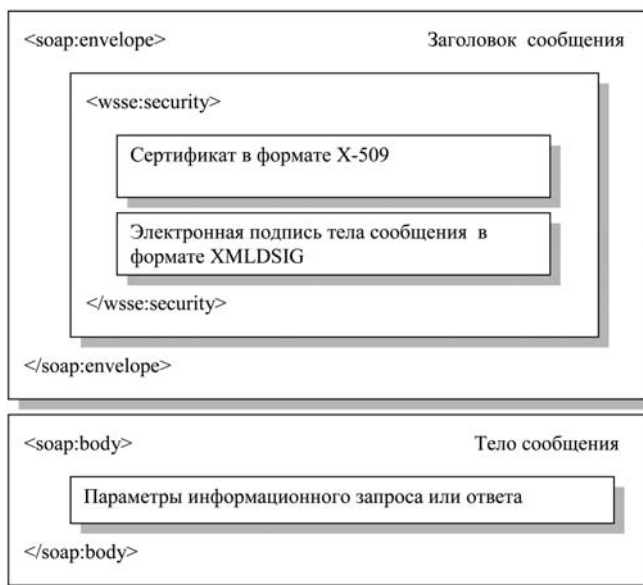 <soap:envelope> Заголовок сообщения
<wsse:security>
Сертификат в формате X-509
Электронная подпись тела сообщения в
формате XMLDSIG
</wsse:security>
</soap:envelope>
<soap:body> Тело сообщения
Параметры информационного запроса или ответа
</soap:body>